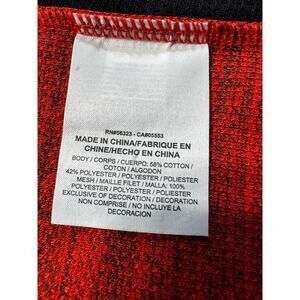 RN#56323 - CA#05553
MADE IN CHINA/FABRIQUE EN
CHINE/HECHO EN CHINA
BODY / CORPS / CUERPO: 58% COTTON /
COTON / ALGODON
42% POLYESTER / POLYESTER / POLIESTER
MESH / MAILLE FILET / MALLA: 100%
POLYESTER / POLYESTER / POLIESTER
EXCLUSIVE OF DECORATION / DECORATION
NON COMPRISE / NO INCLUYE LA
DECORACION